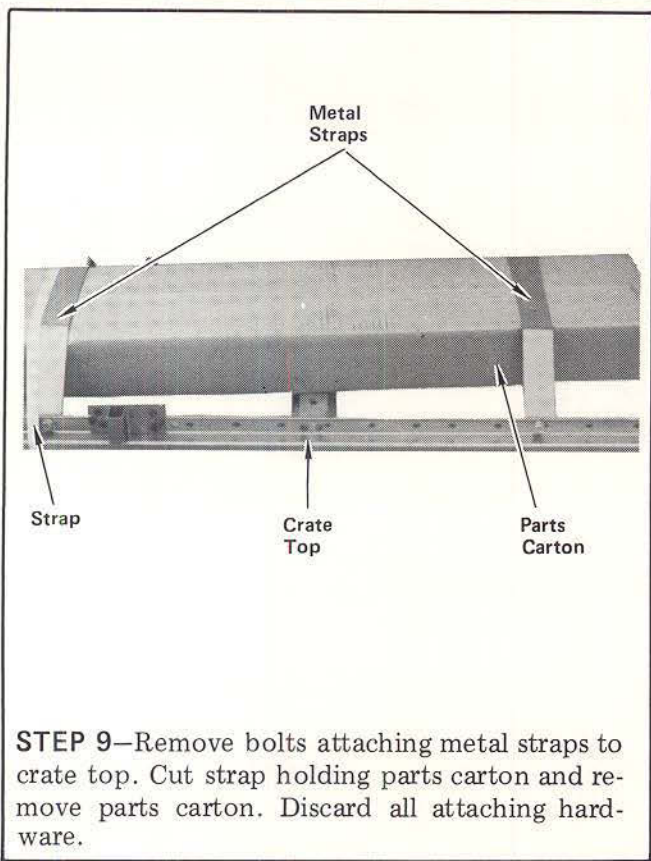 Metal
Straps
Strap
Crate
Top
Parts
Carton
STEP 9—Remove bolts attaching metal straps to
crate top. Cut strap holding parts carton and re-
move parts carton. Discard all attaching hard-
ware.